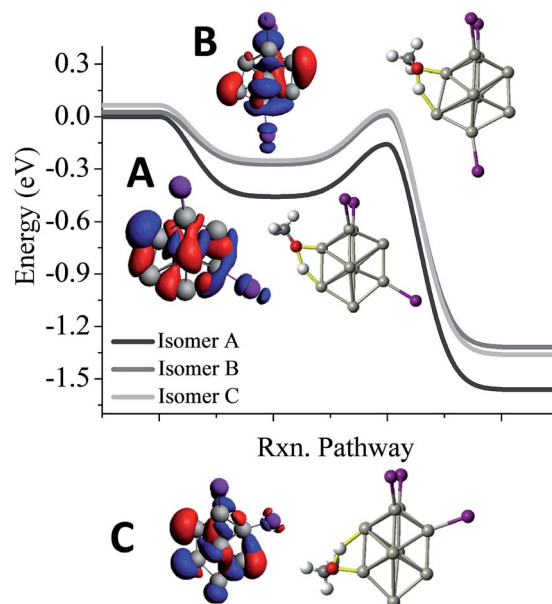 B
0.3
0.0
-0.3
-0.6
-0.9
-1.2
-1.5
Energy (eV)
A
Isomer A
Isomer B
Isomer C
Rxn. Pathway
C